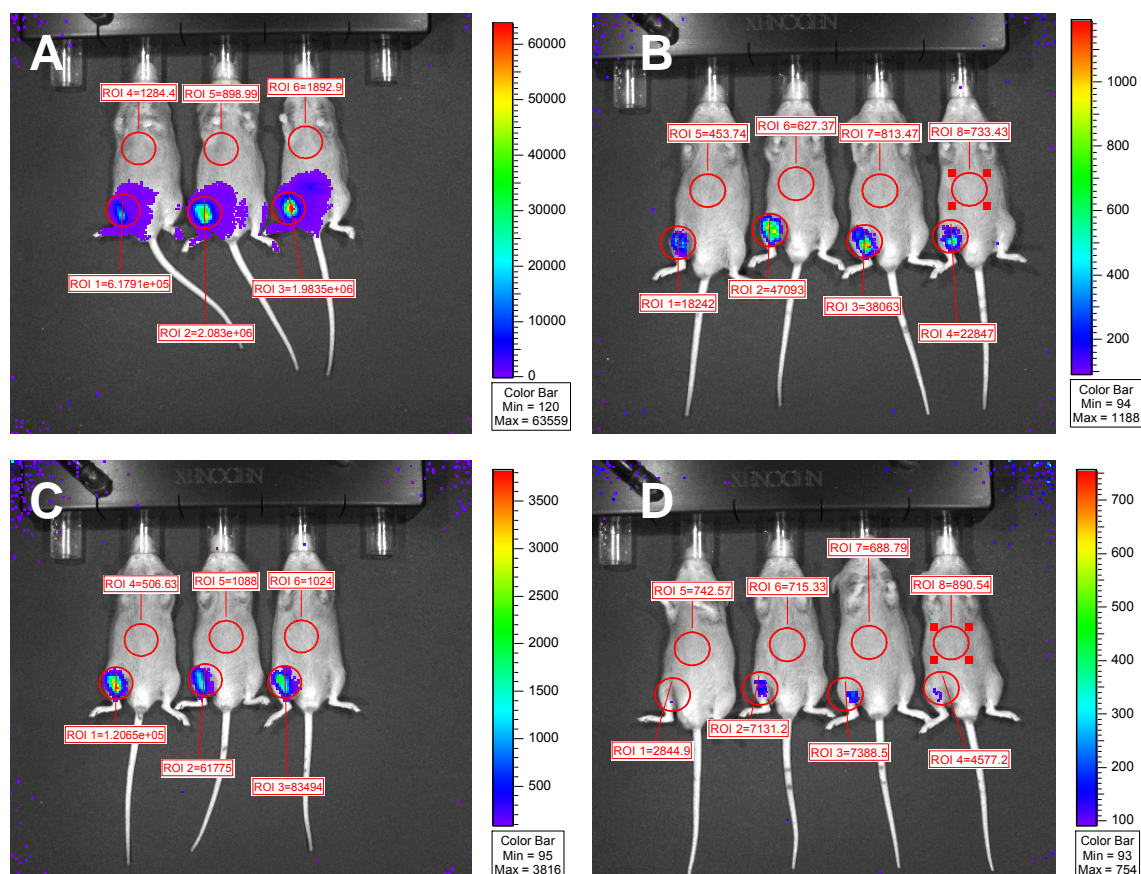 A
ROI 4=1284.4
ROI 5=898.99
ROI 6=1892.9
ROI 1=6.1791e+05
ROI 2=2.083e+06
ROI 3=1.9835e+06
60000
50000
40000
30000
20000
10000
0
Color Bar
Min = 120
Max = 63559
B
XENOGEN
ROI 5=453.74
ROI 6=627.37
ROI 7=813.47
ROI 8=733.43
ROI 1=18242
ROI 2=47093
ROI 3=38063
ROI 4=22847
1000
800
600
400
200
Color Bar
Min = 94
Max = 1188
C
XENOGEN
ROI 4=506.63
ROI 5=1088
ROI 6=1024
ROI 1=1.2065e+05
ROI 2=61775
ROI 3=83494
3500
3000
2500
2000
1500
1000
500
Color Bar
Min = 95
Max = 3816
D
XENOGEN
ROI 5=742.57
ROI 6=715.33
ROI 7=688.79
ROI 8=890.54
ROI 1=2844.9
ROI 2=7131.2
ROI 3=7388.5
ROI 4=4577.2
700
600
500
400
300
200
100
Color Bar
Min = 93
Max = 754